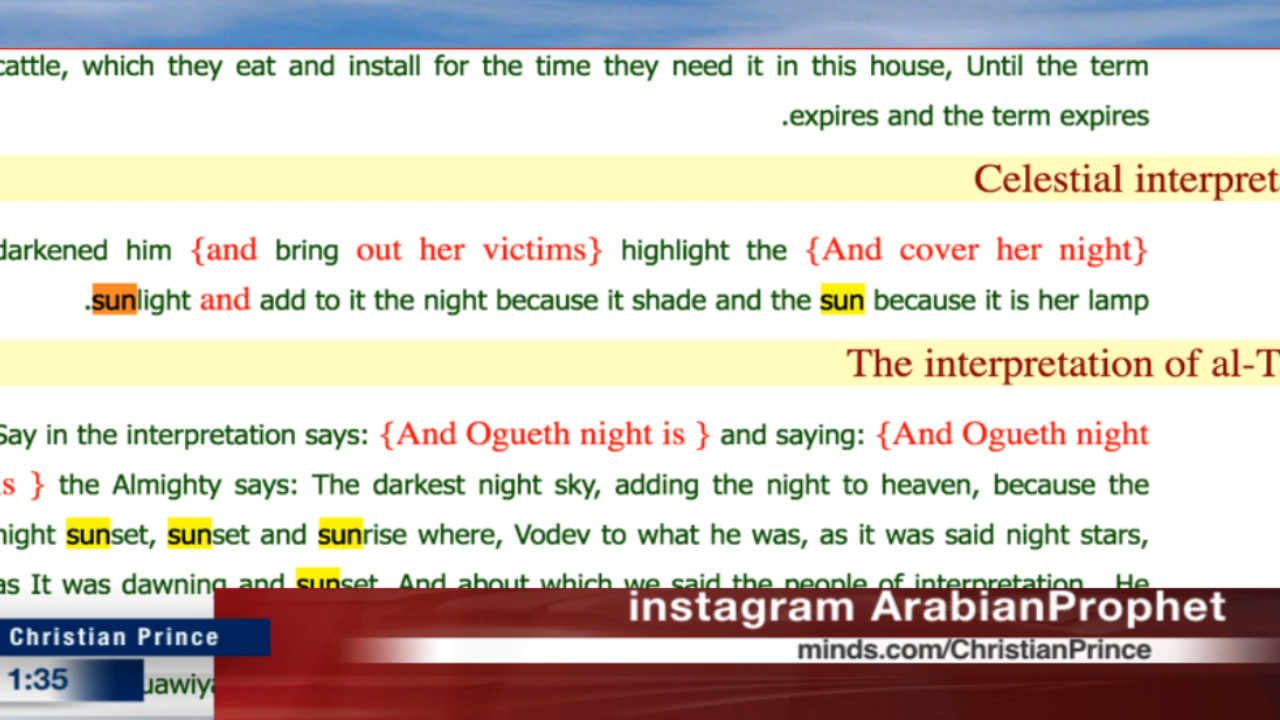 cattle, which they eat and install for the time they need it in this house, Until the term
.expires and the term expires
Celestial interpret
darkened him {and bring out her victims} highlight the {And cover her night}
.sunlight and add to it the night because it shade and the sun because it is her lamp
The interpretation of al-T
Say in the interpretation says: {And Ogueth night is } and saying: {And Ogueth night
is } the Almighty says: The darkest night sky, adding the night to heaven, because the
night sunset, sunset and sunrise where, Vodev to what he was, as it was said night stars,
as It was dawning and sunset. And about which we said the people of interpretation. He
instagram ArabianProphet
Christian Prince
minds.com/ChristianPrince
1:35